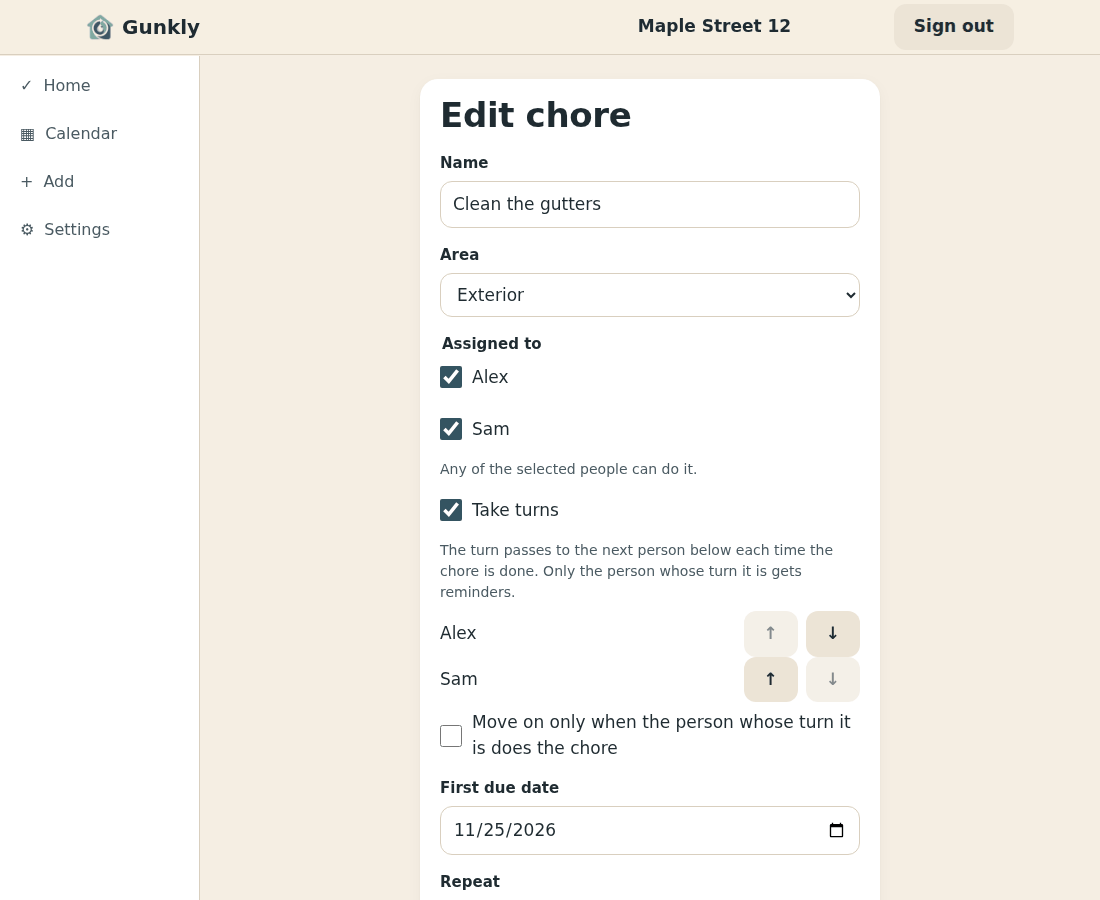 Gunkly
Maple Street 12
Sign out
✓ Home
▦ Calendar
+ Add
⚙ Settings
Edit chore
Name
Clean the gutters
Area
Exterior
Assigned to
Alex
Sam
Any of the selected people can do it.
Take turns
The turn passes to the next person below each time the
chore is done. Only the person whose turn it is gets
reminders.
Alex ↑ ↓
Sam ↑ ↓
Move on only when the person whose turn it
is does the chore
First due date
11/25/2026
Repeat